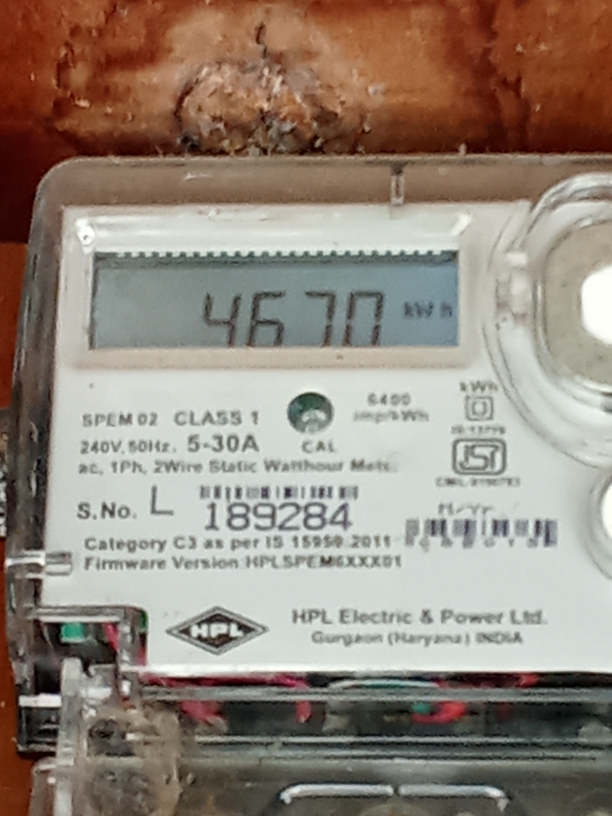 4670 kWh
SPEM 02 CLASS 1
240V, 50Hz. 5-30A
CAL
6400
imp/kWh
kWh
ac, 1Ph, 2Wire Static Watthour Meter
S.No. L 189284
Category C3 as per IS 15959:2011
Firmware Version:HPLSPEM6XXX01
HPL
HPL Electric & Power Ltd.
Gurgaon (Haryana) INDIA